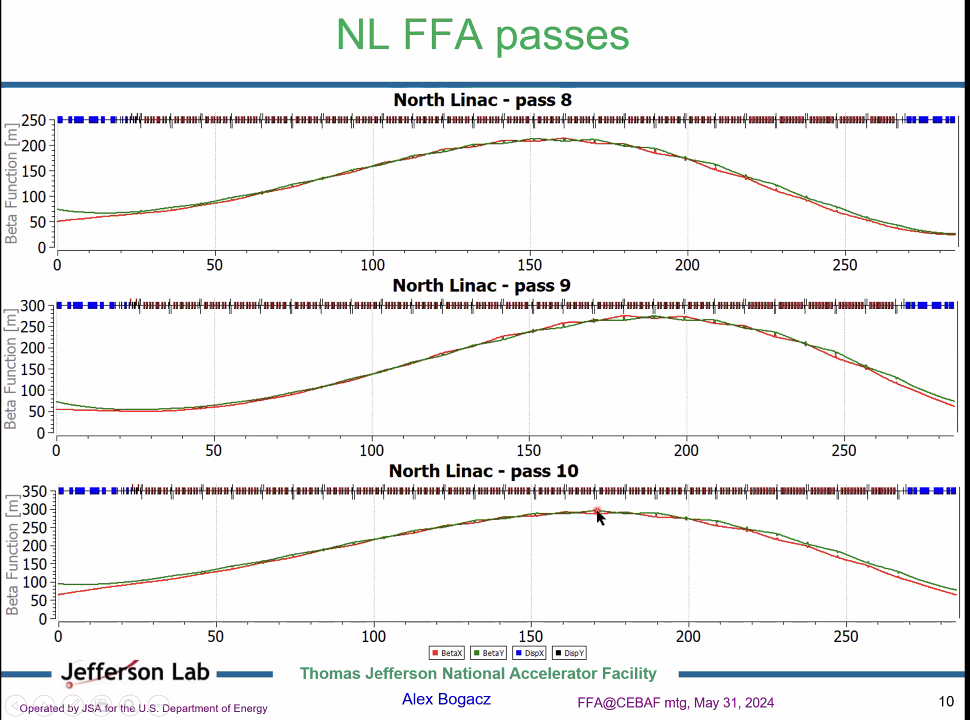 NL FFA passes
North Linac - pass 8
Beta Function [m]
250
200
150
100
50
0
0 50 100 150 200 250
North Linac - pass 9
Beta Function [m]
300
250
200
150
100
50
0
0 50 100 150 200 250
North Linac - pass 10
Beta Function [m]
350
300
250
200
150
100
50
0
0 50 100 150 200 250
BetaX BetaY DispX DispY
Jefferson Lab
Thomas Jefferson National Accelerator Facility
Operated by JSA for the U.S. Department of Energy
Alex Bogacz
FFA@CEBAF mtg, May 31, 2024
10